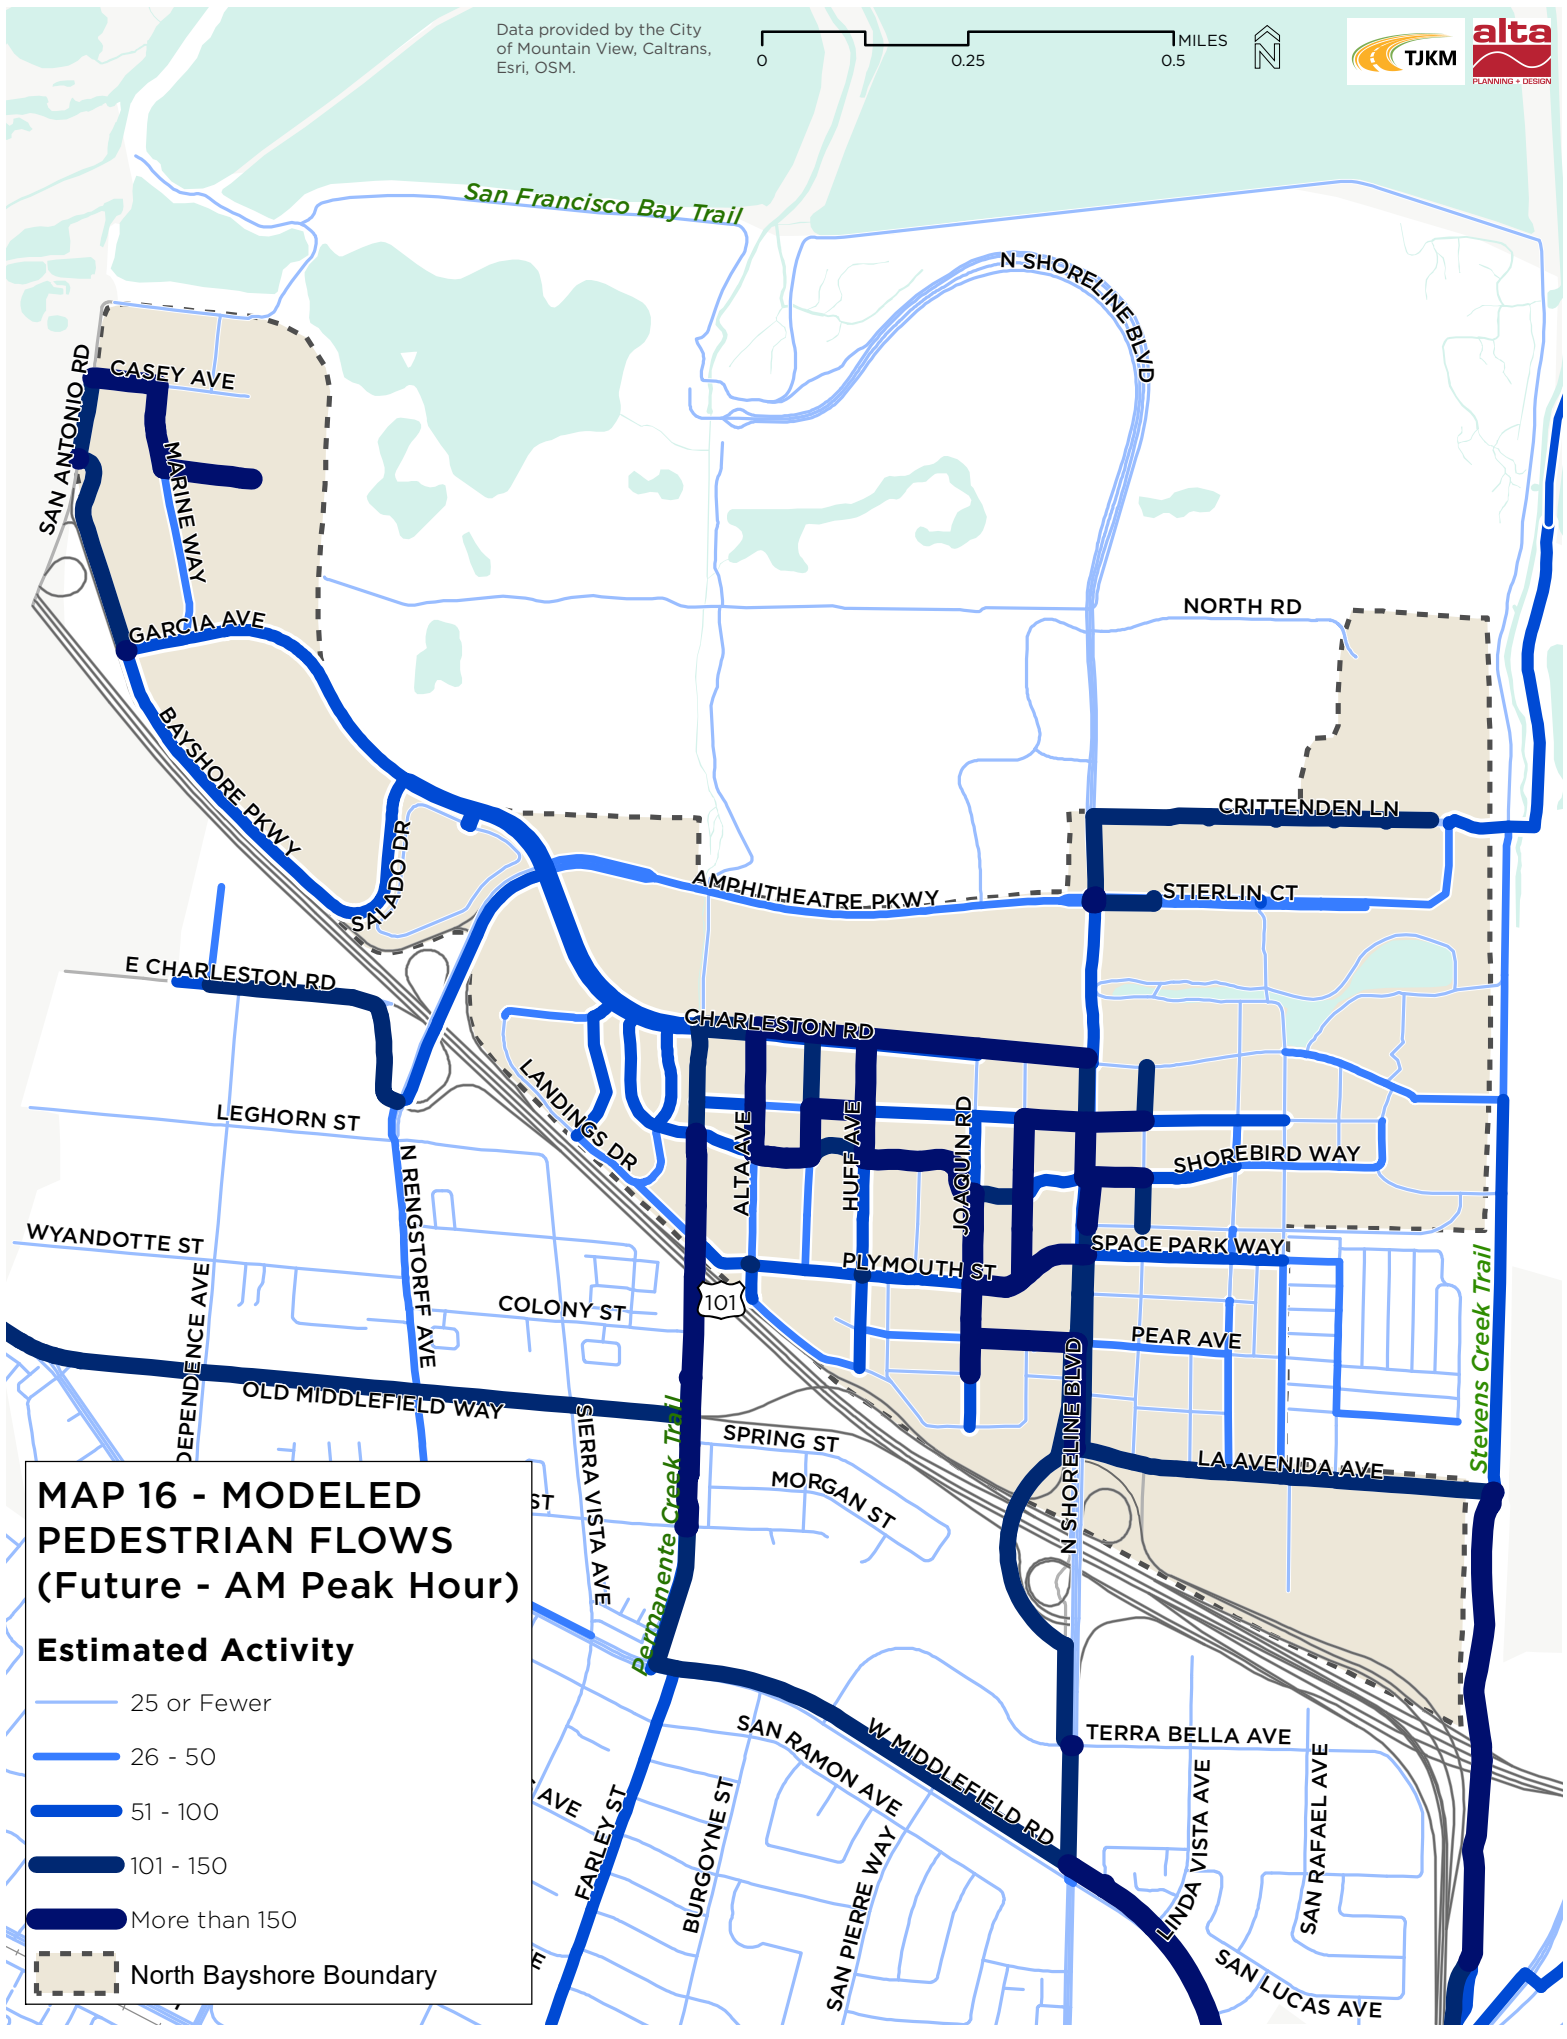 Data provided by the City
of Mountain View, Caltrans,
Esri, OSM.
0
0.25
0.5
MILES
N
TJKM
alta
PLANNING + DESIGN
San Francisco Bay Trail
N SHORELINE BLVD
SAN ANTONIO RD
CASEY AVE
MARINE WAY
GARCIA AVE
NORTH RD
BAYSHORE PKWY
SALADO DR
CRITTENDEN LN
AMPHITHEATRE PKWY
STIERLIN CT
E CHARLESTON RD
CHARLESTON RD
LANDINGS DR
LEGHORN ST
ALTA AVE
HUFF AVE
JOAQUIN RD
SHOREBIRD WAY
N RENGSTORFF AVE
WYANDOTTE ST
PLYMOUTH ST
SPACE PARK WAY
101
COLONY ST
DEPENDENCE AVE
PEAR AVE
Stevens Creek Trail
OLD MIDDLEFIELD WAY
SIERRA VISTA AVE
Permanente Creek Trail
SPRING ST
MORGAN ST
N SHORELINE BLVD
LA AVENIDA AVE
ST
MAP 16 - MODELED
PEDESTRIAN FLOWS
(Future - AM Peak Hour)
Estimated Activity
25 or Fewer
26 - 50
51 - 100
101 - 150
More than 150
North Bayshore Boundary
AVE
E
FARLEY ST
BURGOYNE ST
SAN RAMON AVE
W MIDDLEFIELD RD
SAN PIERRE WAY
TERRA BELLA AVE
LINDA VISTA AVE
SAN RAFAEL AVE
SAN LUCAS AVE